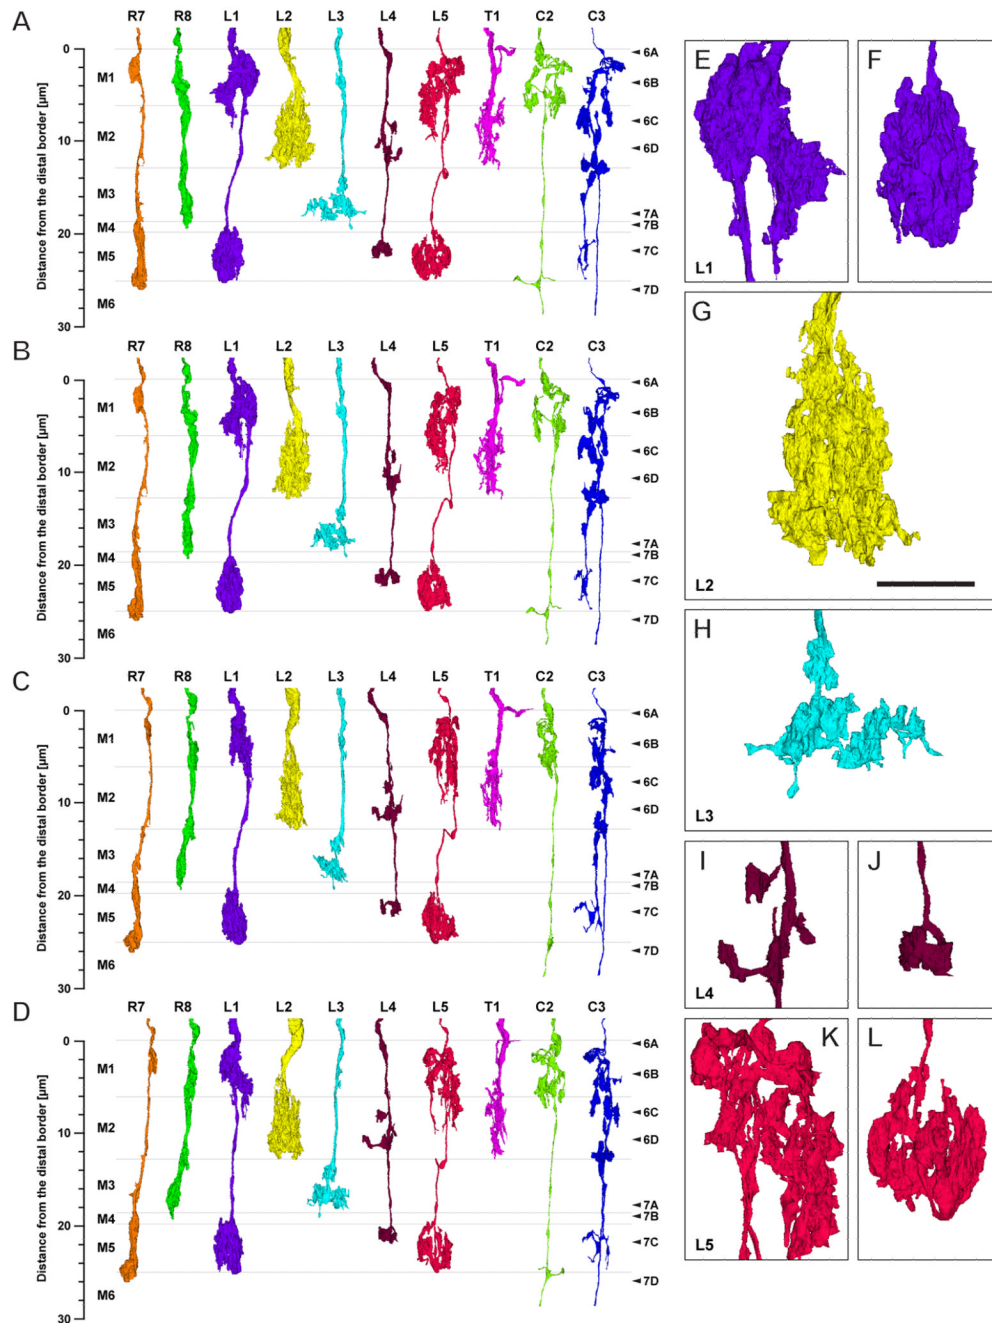 A
R7 R8 L1 L2 L3 L4 L5 T1 C2 C3
Distance from the distal border [µm]
0
10
20
30
M1
M2
M3
M4
M5
M6
6A
6B
6C
6D
7A
7B
7C
7D
B
R7 R8 L1 L2 L3 L4 L5 T1 C2 C3
Distance from the distal border [µm]
0
10
20
30
M1
M2
M3
M4
M5
M6
6A
6B
6C
6D
7A
7B
7C
7D
C
R7 R8 L1 L2 L3 L4 L5 T1 C2 C3
Distance from the distal border [µm]
0
10
20
30
M1
M2
M3
M4
M5
M6
6A
6B
6C
6D
7A
7B
7C
7D
D
R7 R8 L1 L2 L3 L4 L5 T1 C2 C3
Distance from the distal border [µm]
0
10
20
30
M1
M2
M3
M4
M5
M6
6A
6B
6C
6D
7A
7B
7C
7D
E
L1
F
G
L2
H
L3
I
L4
J
K
L5
L